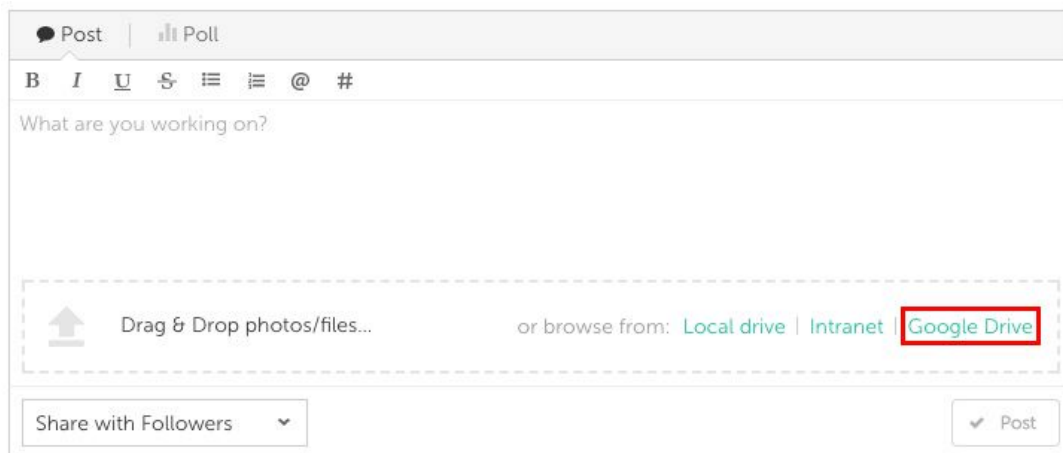 Post | Poll
B I U S @ #
What are you working on?
Drag & Drop photos/files... or browse from: Local drive | Intranet | Google Drive
Share with Followers Post